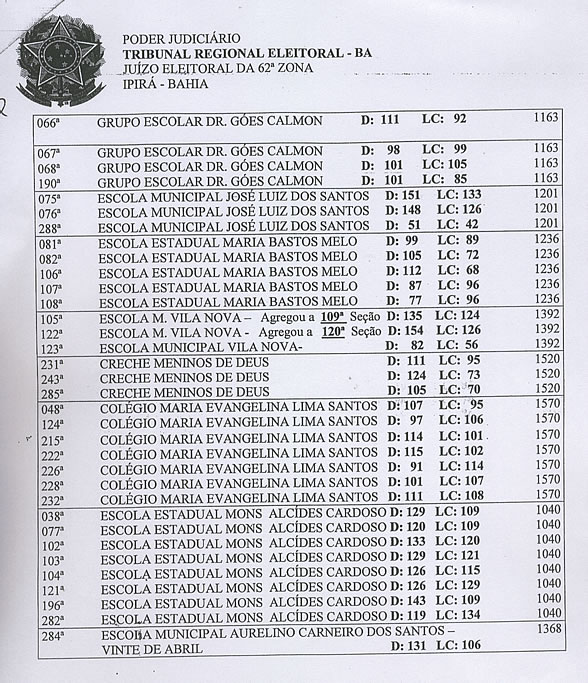 PODER JUDICIÁRIO
TRIBUNAL REGIONAL ELEITORAL - BA
JUÍZO ELEITORAL DA 62ª ZONA
IPIRÁ - BAHIA
066ª GRUPO ESCOLAR DR. GÓES CALMON D: 111 LC: 92 1163
067ª GRUPO ESCOLAR DR. GÓES CALMON D: 98 LC: 99 1163
068ª GRUPO ESCOLAR DR. GÓES CALMON D: 101 LC: 105 1163
190ª GRUPO ESCOLAR DR. GÓES CALMON D: 101 LC: 85 1163
075ª ESCOLA MUNICIPAL JOSÉ LUIZ DOS SANTOS D: 151 LC: 133 1201
076ª ESCOLA MUNICIPAL JOSÉ LUIZ DOS SANTOS D: 148 LC: 126 1201
288ª ESCOLA MUNICIPAL JOSÉ LUIZ DOS SANTOS D: 51 LC: 42 1201
081ª ESCOLA ESTADUAL MARIA BASTOS MELO D: 99 LC: 89 1236
082ª ESCOLA ESTADUAL MARIA BASTOS MELO D: 105 LC: 72 1236
106ª ESCOLA ESTADUAL MARIA BASTOS MELO D: 112 LC: 68 1236
107ª ESCOLA ESTADUAL MARIA BASTOS MELO D: 87 LC: 96 1236
108ª ESCOLA ESTADUAL MARIA BASTOS MELO D: 77 LC: 96 1236
105ª ESCOLA M. VILA NOVA – Agregou a 109ª Seção D: 135 LC: 124 1392
122ª ESCOLA M. VILA NOVA - Agregou a 120ª Seção D: 154 LC: 126 1392
123ª ESCOLA MUNICIPAL VILA NOVA- D: 82 LC: 56 1392
231ª CRECHE MENINOS DE DEUS D: 111 LC: 95 1520
243ª CRECHE MENINOS DE DEUS D: 124 LC: 73 1520
285ª CRECHE MENINOS DE DEUS D: 105 LC: 70 1520
048ª COLÉGIO MARIA EVANGELINA LIMA SANTOS D: 107 LC: 95 1570
124ª COLÉGIO MARIA EVANGELINA LIMA SANTOS D: 97 LC: 106 1570
215ª COLÉGIO MARIA EVANGELINA LIMA SANTOS D: 114 LC: 101 1570
222ª COLÉGIO MARIA EVANGELINA LIMA SANTOS D: 115 LC: 102 1570
226ª COLÉGIO MARIA EVANGELINA LIMA SANTOS D: 91 LC: 114 1570
228ª COLÉGIO MARIA EVANGELINA LIMA SANTOS D: 101 LC: 107 1570
232ª COLÉGIO MARIA EVANGELINA LIMA SANTOS D: 111 LC: 108 1570
038ª ESCOLA ESTADUAL MONS ALCÍDES CARDOSO D: 129 LC: 109 1040
077ª ESCOLA ESTADUAL MONS ALCÍDES CARDOSO D: 120 LC: 109 1040
102ª ESCOLA ESTADUAL MONS ALCÍDES CARDOSO D: 133 LC: 120 1040
103ª ESCOLA ESTADUAL MONS ALCÍDES CARDOSO D: 129 LC: 121 1040
104ª ESCOLA ESTADUAL MONS ALCÍDES CARDOSO D: 126 LC: 115 1040
121ª ESCOLA ESTADUAL MONS ALCÍDES CARDOSO D: 126 LC: 129 1040
196ª ESCOLA ESTADUAL MONS ALCÍDES CARDOSO D: 143 LC: 109 1040
282ª ESCOLA ESTADUAL MONS ALCÍDES CARDOSO D: 119 LC: 134 1040
284ª ESCOLA MUNICIPAL AURELINO CARNEIRO DOS SANTOS – 1368
VINTE DE ABRIL D: 131 LC: 106